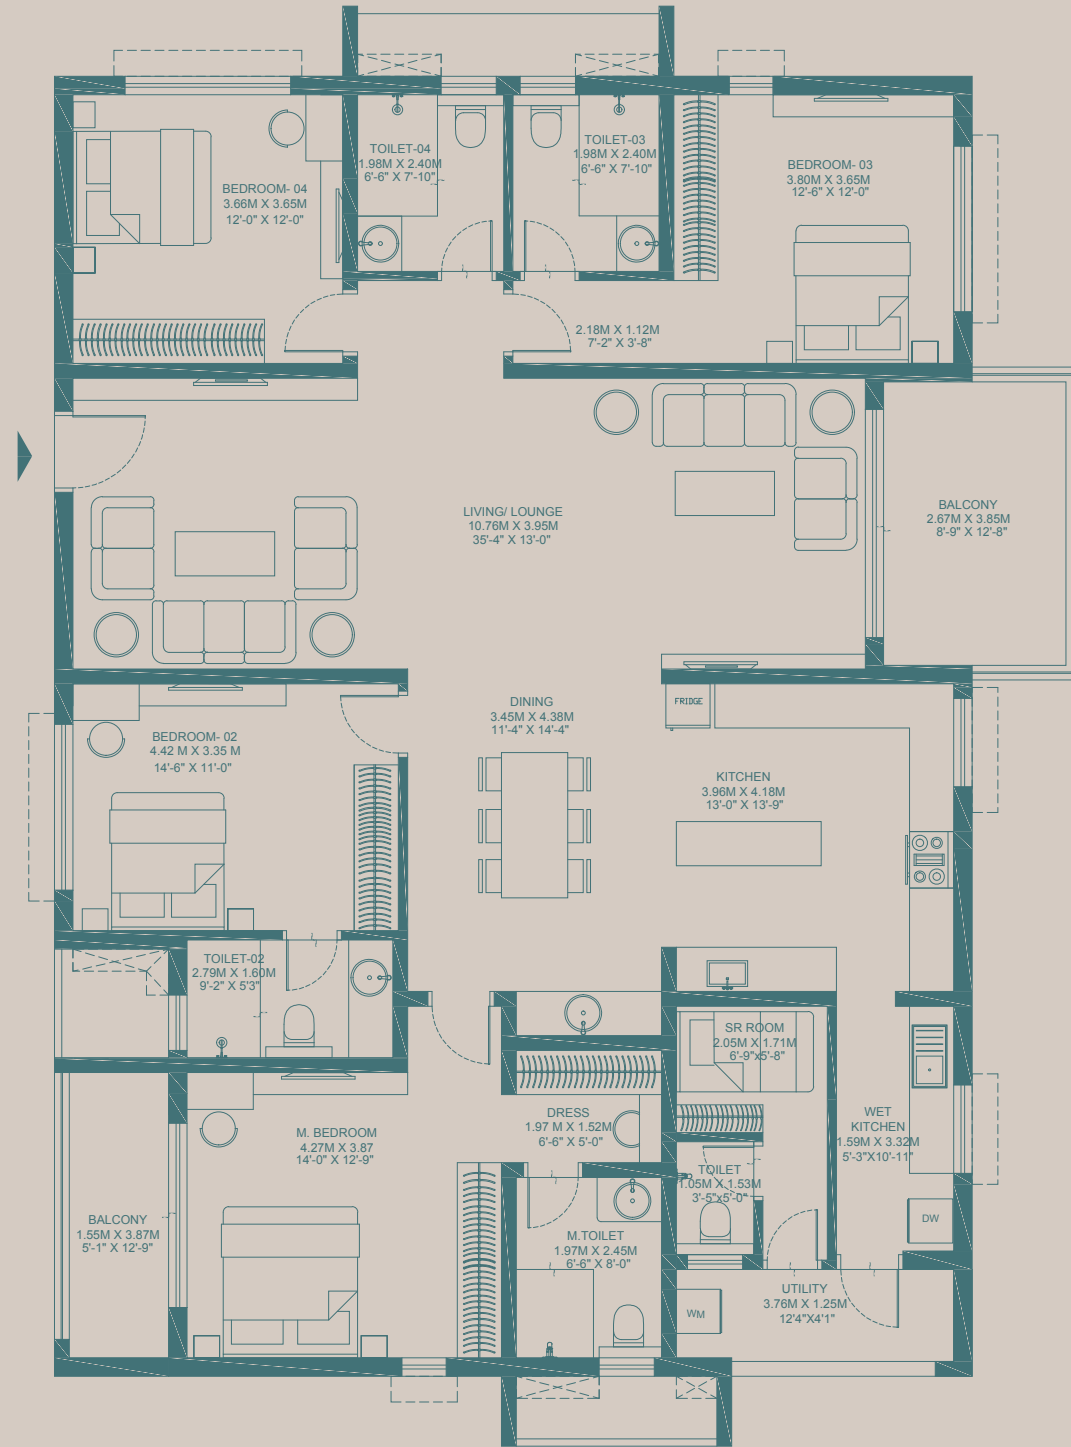 TOILET-04
1.98M X 2.40M
6'-6" X 7'-10"
TOILET-03
1.98M X 2.40M
6'-6" X 7'-10"
BEDROOM- 03
3.80M X 3.65M
12'-6" X 12'-0"
BEDROOM- 04
3.66M X 3.65M
12'-0" X 12'-0"
2.18M X 1.12M
7'-2" X 3'-8"
LIVING/ LOUNGE
10.76M X 3.95M
35'-4" X 13'-0"
BALCONY
2.67M X 3.85M
8'-9" X 12'-8"
DINING
3.45M X 4.38M
11'-4" X 14'-4"
FRIDGE
BEDROOM- 02
4.42 M X 3.35 M
14'-6" X 11'-0"
KITCHEN
3.96M X 4.18M
13'-0" X 13'-9"
TOILET-02
2.79M X 1.60M
9'-2" X 5'3"
SR ROOM
2.05M X 1.71M
6'-9"x5'-8"
DRESS
1.97 M X 1.52M
6'-6" X 5'-0"
WET
KITCHEN
1.59M X 3.32M
5'-3"X10'-11"
M. BEDROOM
4.27M X 3.87
14'-0" X 12'-9"
TOILET
1.05M X 1.53M
3'-5"x5'-0"
BALCONY
1.55M X 3.87M
5'-1" X 12'-9"
DW
M.TOILET
1.97M X 2.45M
6'-6" X 8'-0"
UTILITY
3.76M X 1.25M
12'4"X4'1"
WM